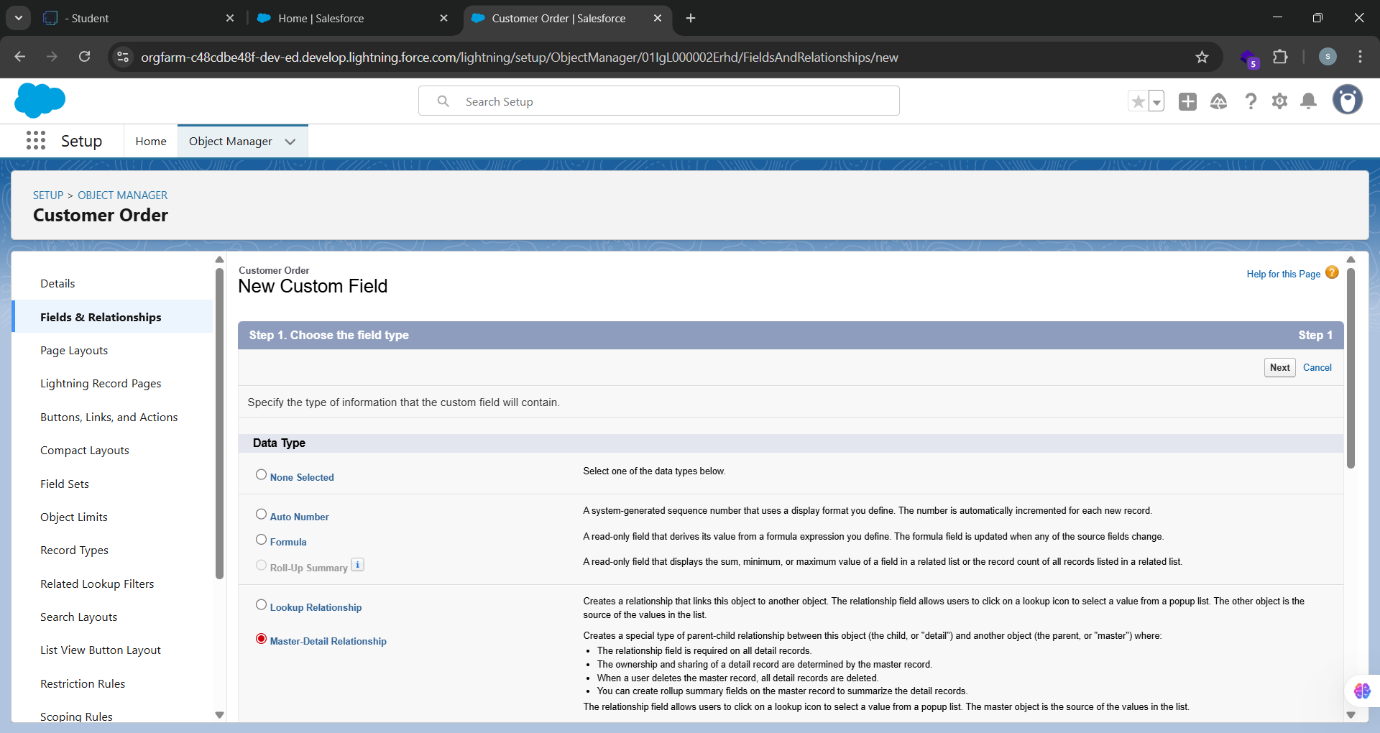 - Student
Home | Salesforce
Customer Order | Salesforce
orgfarm-c48cdbe48f-dev-ed.develop.lightning.force.com/lightning/setup/ObjectManager/01IgL000002Erhd/FieldsAndRelationships/new
5
S
Search Setup
Setup
Home
Object Manager
SETUP > OBJECT MANAGER
Customer Order
Details
Fields & Relationships
Page Layouts
Lightning Record Pages
Buttons, Links, and Actions
Compact Layouts
Field Sets
Object Limits
Record Types
Related Lookup Filters
Search Layouts
List View Button Layout
Restriction Rules
Scoping Rules
Customer Order
New Custom Field
Help for this Page
Step 1. Choose the field type
Step 1
Next Cancel
Specify the type of information that the custom field will contain.
Data Type
None Selected
Select one of the data types below.
Auto Number
A system-generated sequence number that uses a display format you define. The number is automatically incremented for each new record.
Formula
A read-only field that derives its value from a formula expression you define. The formula field is updated when any of the source fields change.
Roll-Up Summary i
A read-only field that displays the sum, minimum, or maximum value of a field in a related list or the record count of all records listed in a related list.
Lookup Relationship
Creates a relationship that links this object to another object. The relationship field allows users to click on a lookup icon to select a value from a popup list. The other object is the
source of the values in the list.
Master-Detail Relationship
Creates a special type of parent-child relationship between this object (the child, or "detail") and another object (the parent, or "master") where:
• The relationship field is required on all detail records.
• The ownership and sharing of a detail record are determined by the master record.
• When a user deletes the master record, all detail records are deleted.
• You can create rollup summary fields on the master record to summarize the detail records.
The relationship field allows users to click on a lookup icon to select a value from a popup list. The master object is the source of the values in the list.